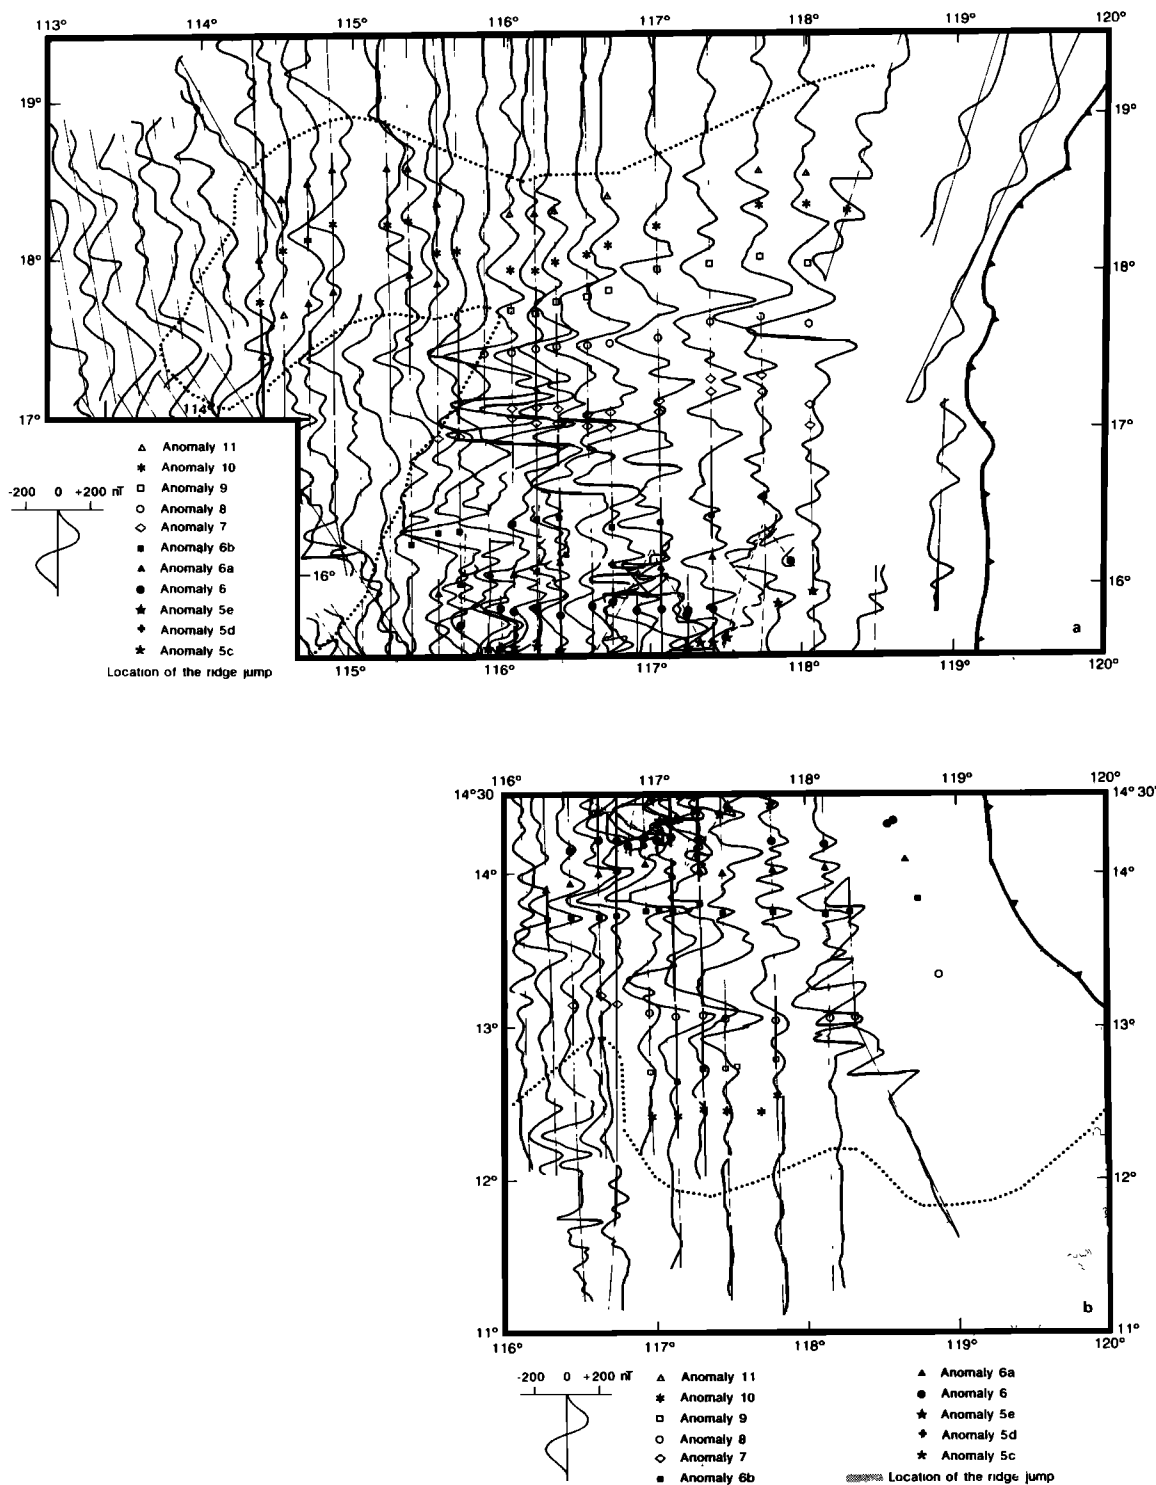 113° 114° 115° 116° 117° 118° 119° 120°
19° 19°
18° 18°
17° 114° 17°
16° 16°
a
115° 116° 117° 118° 119° 120°
-200 0 +200 nT
Anomaly 11
Anomaly 10
Anomaly 9
Anomaly 8
Anomaly 7
Anomaly 6b
Anomaly 6a
Anomaly 6
Anomaly 5e
Anomaly 5d
Anomaly 5c
Location of the ridge jump
116° 117° 118° 119° 120°
14°30 14°30'
14° 14°
13° 13°
12° 12°
b
11° 11°
116° 117° 118° 119° 120°
-200 0 +200 nT
Anomaly 11
Anomaly 10
Anomaly 9
Anomaly 8
Anomaly 7
Anomaly 6b
Anomaly 6a
Anomaly 6
Anomaly 5e
Anomaly 5d
Anomaly 5c
Location of the ridge jump